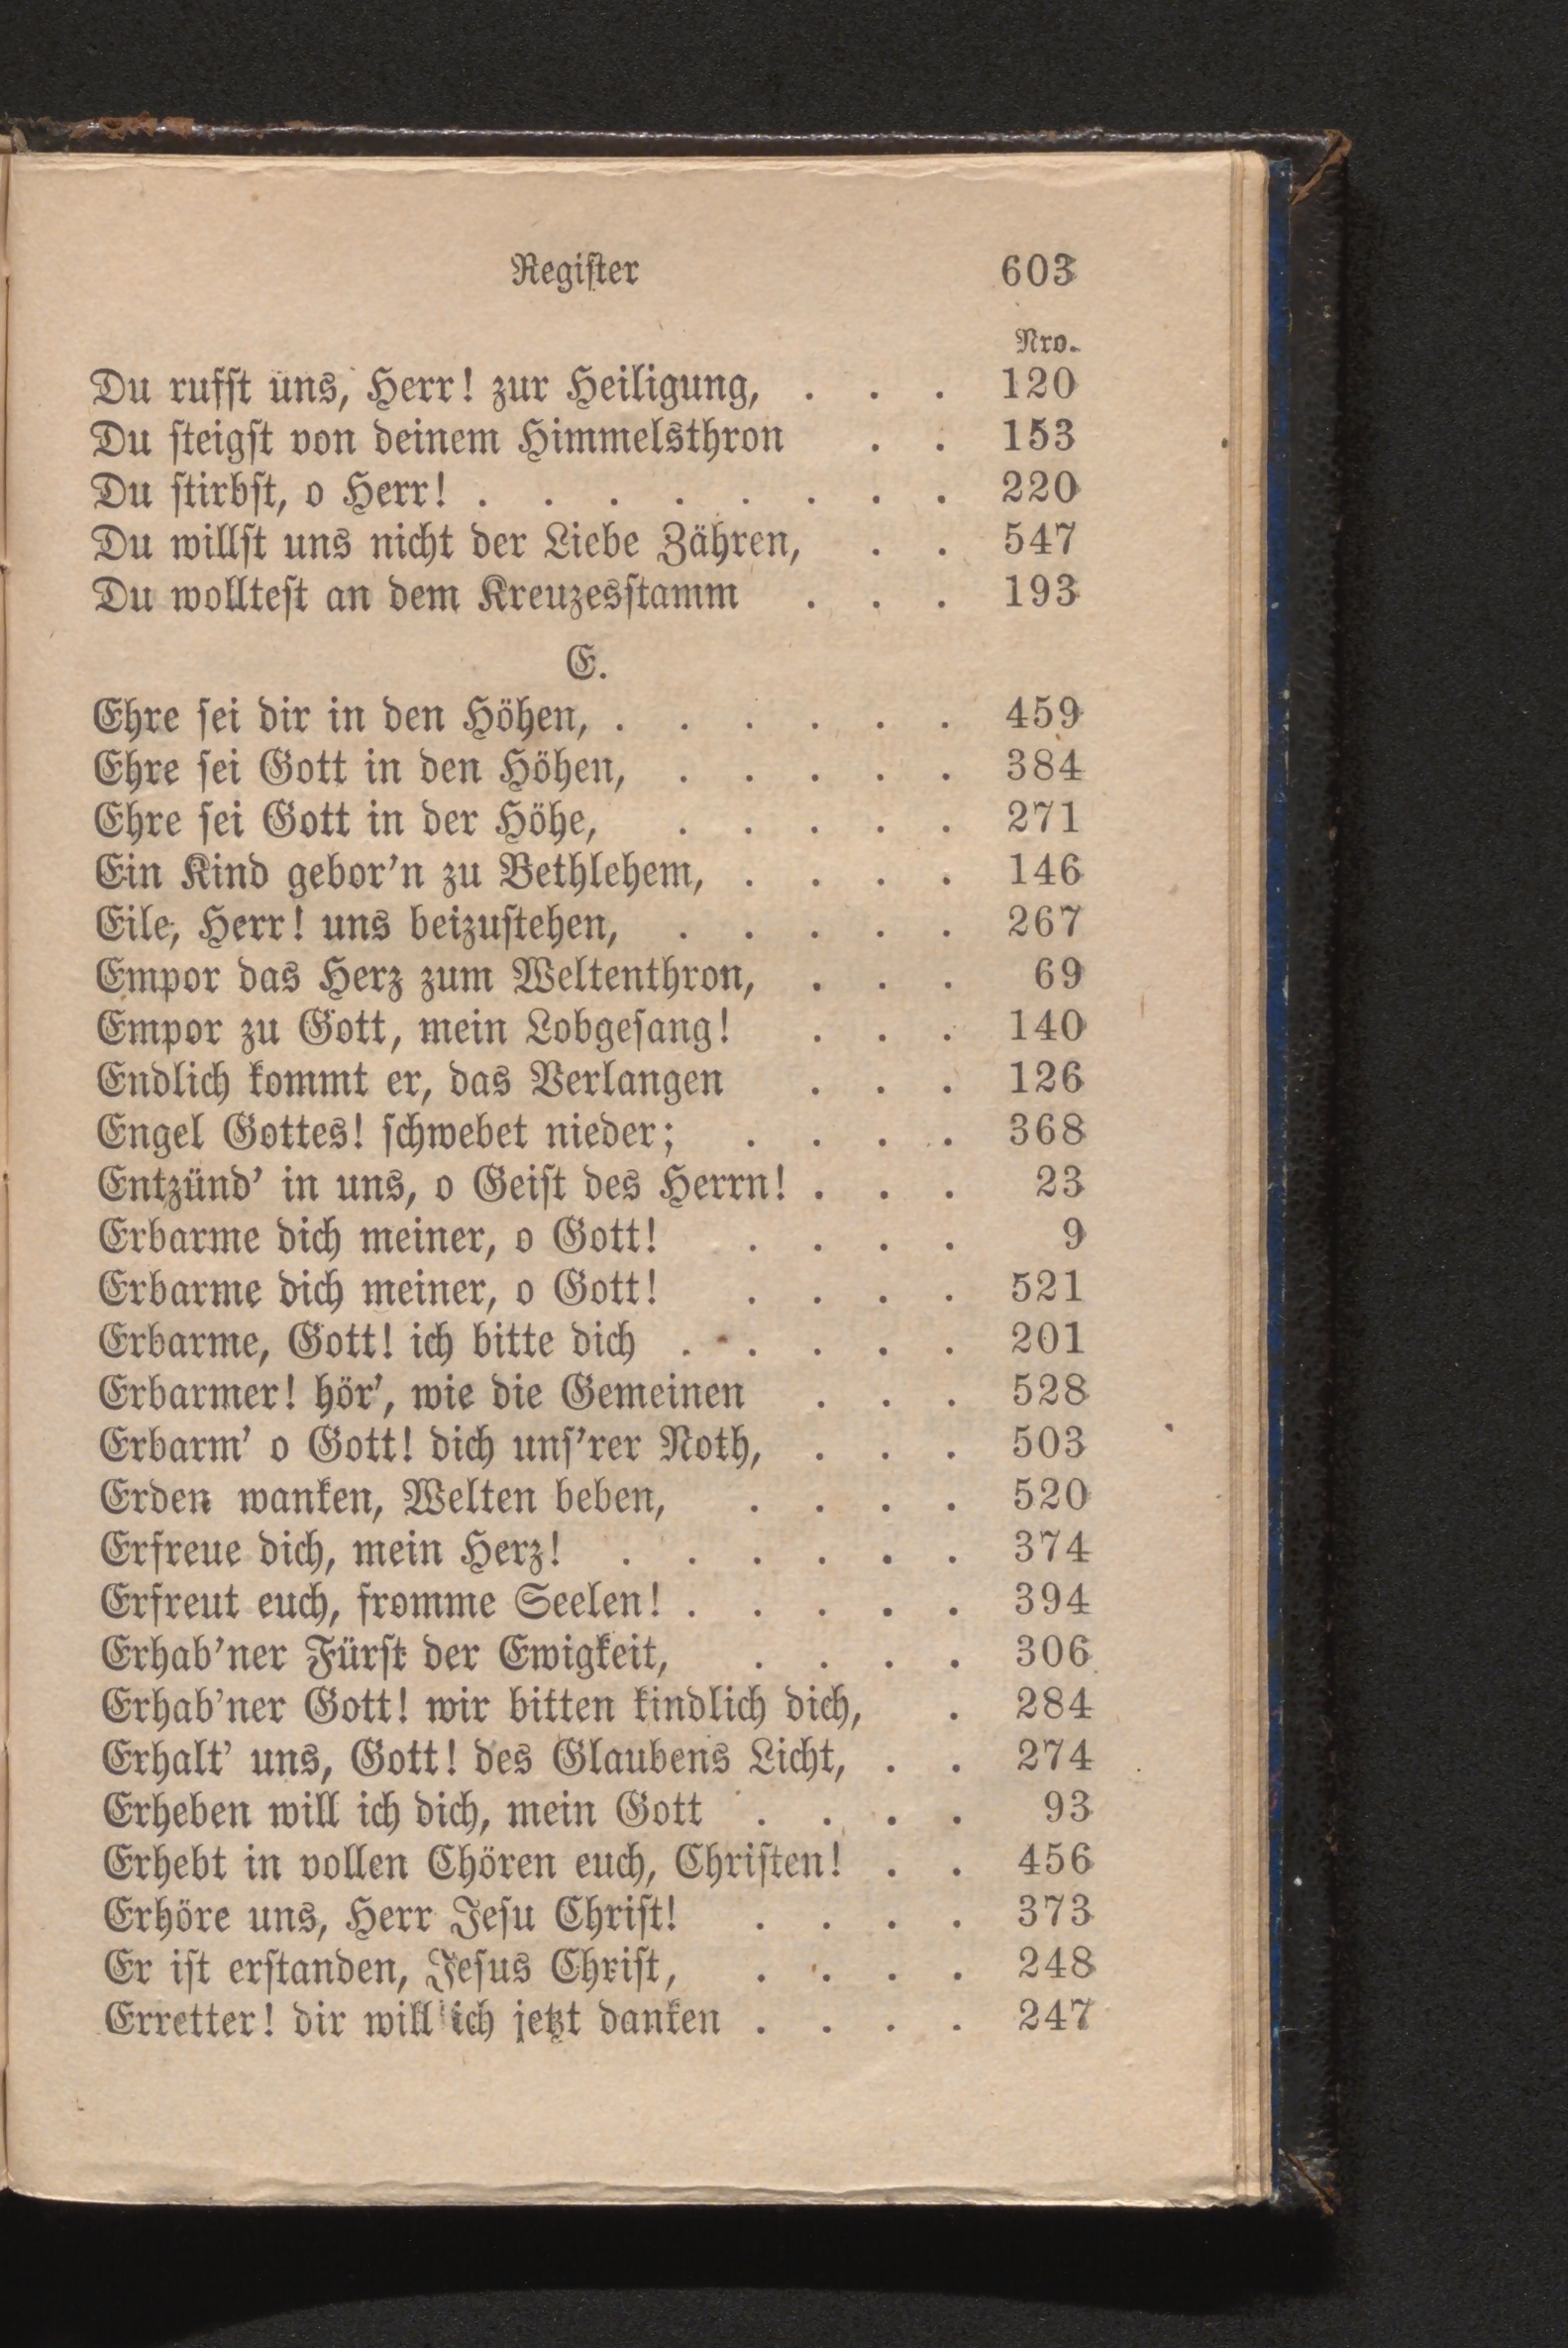 Register 603
Nro.
Du rufst uns, Herr! zur Heiligung, . . . 120
Du steigst von deinem Himmelsthron . . 153
Du stirbst, o Herr! . . . . . . . . 220
Du willst uns nicht der Liebe Zähren, . . 547
Du wolltest an dem Kreuzesstamm . . . 193
E.
Ehre sei dir in den Höhen, . . . . . . 459
Ehre sei Gott in den Höhen, . . . . . 384
Ehre sei Gott in der Höhe, . . . . . 271
Ein Kind gebor'n zu Bethlehem, . . . . 146
Eile, Herr! uns beizustehen, . . . . . 267
Empor das Herz zum Weltenthron, . . . 69
Empor zu Gott, mein Lobgesang! . . . 140
Endlich kommt er, das Verlangen . . . 126
Engel Gottes! schwebet nieder; . . . . 368
Entzünd' in uns, o Geist des Herrn! . . . 23
Erbarme dich meiner, o Gott! . . . . 9
Erbarme dich meiner, o Gott! . . . . 521
Erbarme, Gott! ich bitte dich . . . . . 201
Erbarmer! hör', wie die Gemeinen . . . 528
Erbarm' o Gott! dich uns'rer Noth, . . . 503
Erden wanken, Welten beben, . . . . 520
Erfreue dich, mein Herz! . . . . . . 374
Erfreut euch, fromme Seelen! . . . . . 394
Erhab'ner Fürst der Ewigkeit, . . . . 306
Erhab'ner Gott! wir bitten kindlich dich, . 284
Erhalt' uns, Gott! des Glaubens Licht, . . 274
Erheben will ich dich, mein Gott . . . . 93
Erhebt in vollen Chören euch, Christen! . . 456
Erhöre uns, Herr Jesu Christ! . . . . 373
Er ist erstanden, Jesus Christ, . . . . 248
Erretter! dir will ich jetzt danken . . . . 247